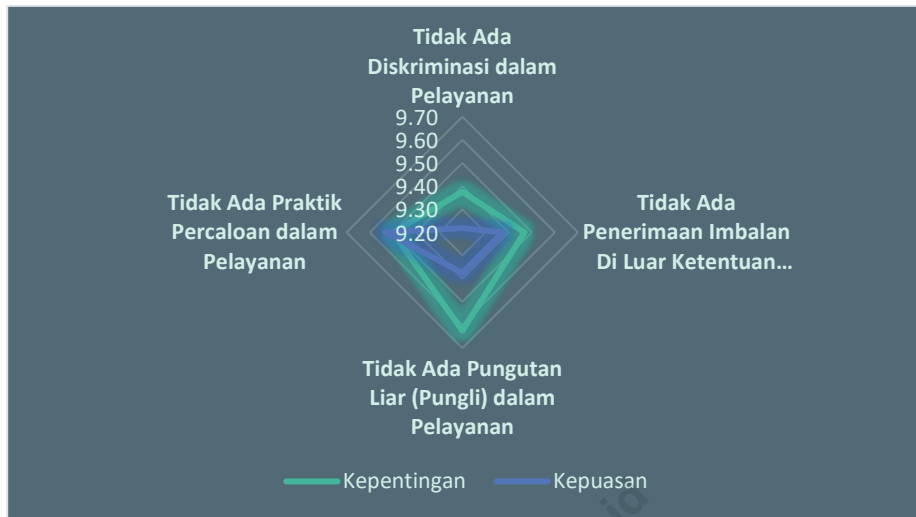 Tidak Ada
Diskriminasi dalam
Pelayanan
9.70
9.60
9.50
9.40
9.30
9.20
Tidak Ada Praktik
Percaloan dalam
Pelayanan
Tidak Ada
Penerimaan Imbalan
Di Luar Ketentuan...
Tidak Ada Pungutan
Liar (Pungli) dalam
Pelayanan
Kepentingan
Kepuasan